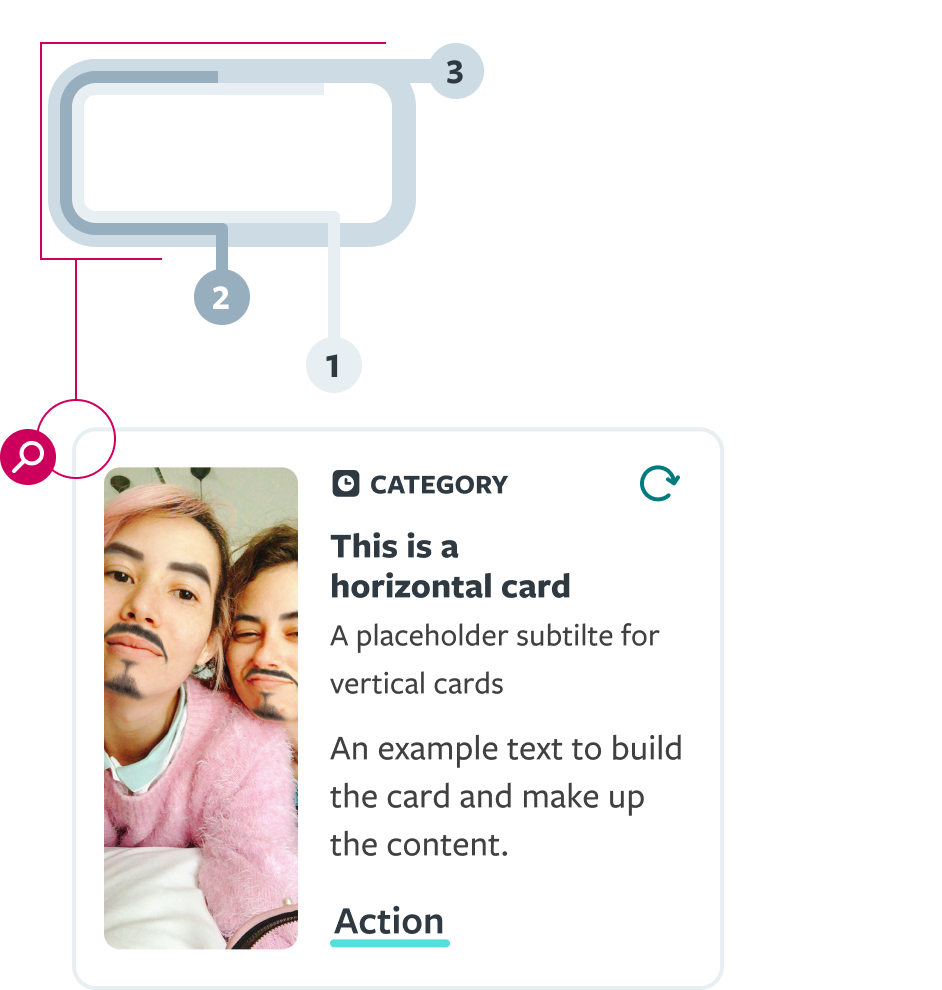 3
2
1
CATEGORY
This is a
horizontal card
A placeholder subtilte for
vertical cards
An example text to build
the card and make up
the content.
Action